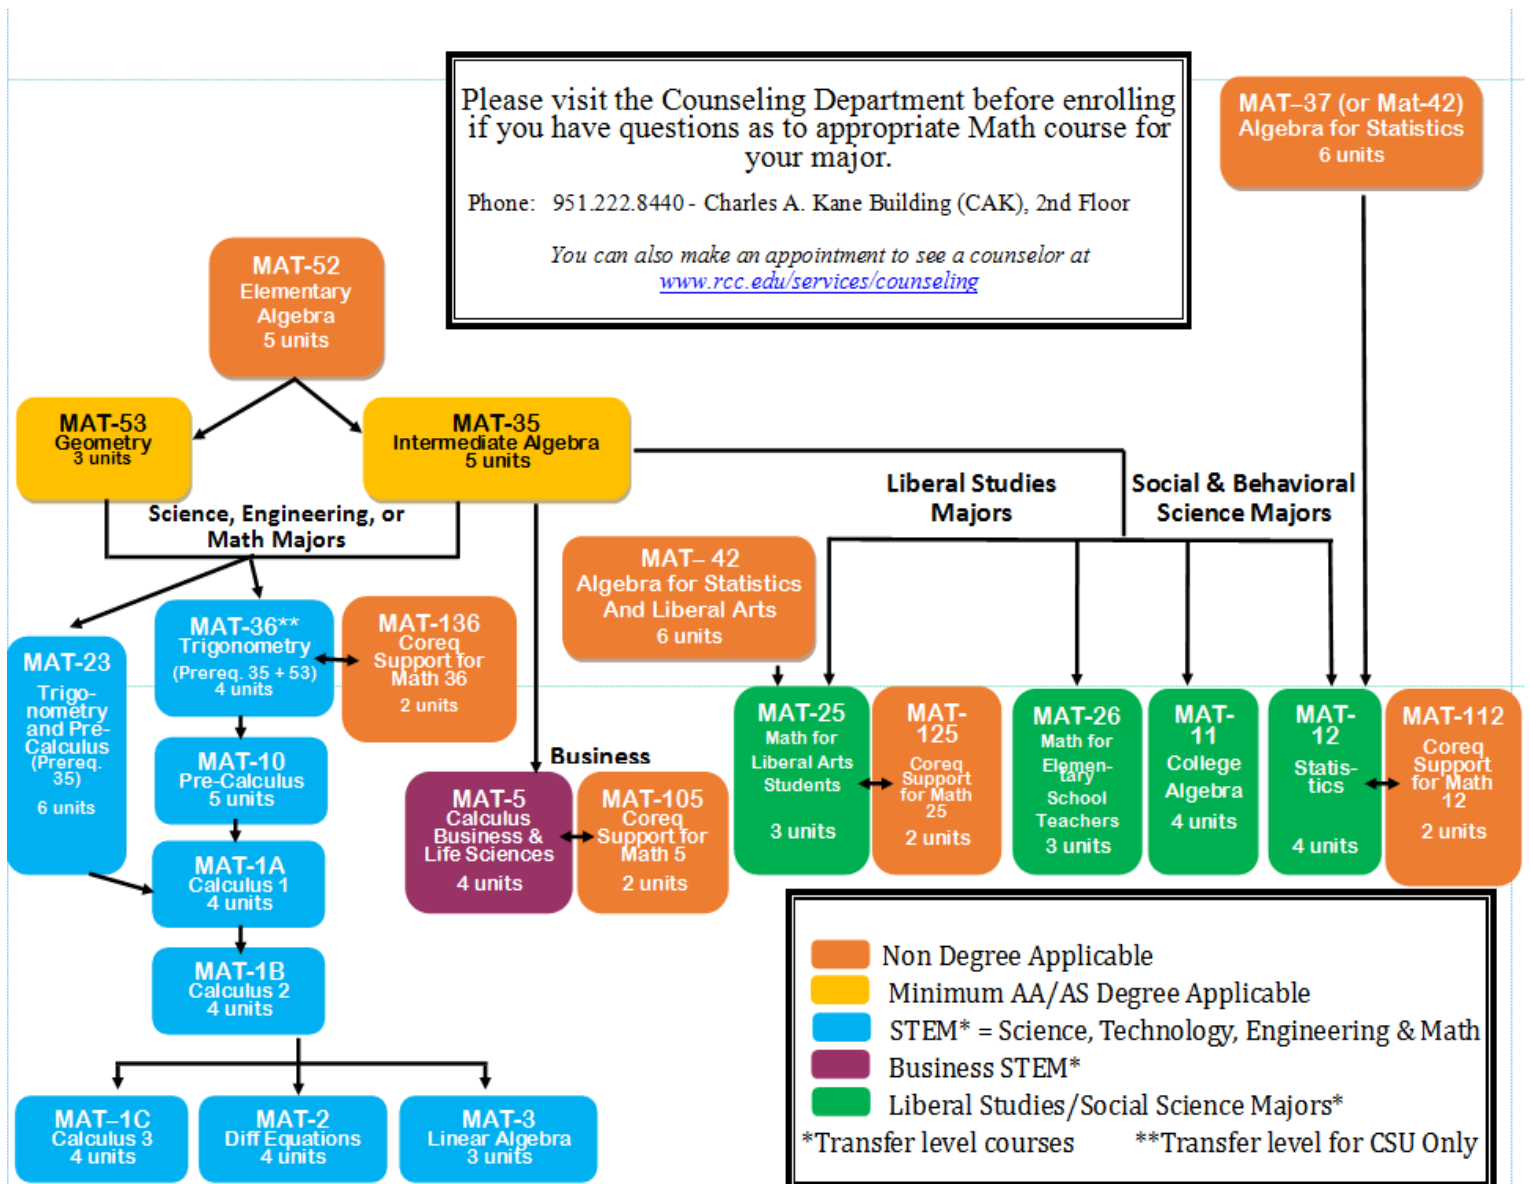 Please visit the Counseling Department before enrolling
if you have questions as to appropriate Math course for
your major.
Phone: 951.222.8440 - Charles A. Kane Building (CAK), 2nd Floor
You can also make an appointment to see a counselor at
www.rcc.edu/services/counseling
MAT–37 (or Mat-42)
Algebra for Statistics
6 units
MAT-52
Elementary
Algebra
5 units
MAT-53
Geometry
3 units
MAT-35
Intermediate Algebra
5 units
Science, Engineering, or
Math Majors
Liberal Studies
Majors
Social & Behavioral
Science Majors
MAT– 42
Algebra for Statistics
And Liberal Arts
6 units
MAT-23
Trigo-
nometry
and Pre-
Calculus
(Prereq.
35)
6 units
MAT-36**
Trigonometry
(Prereq. 35 + 53)
4 units
MAT-136
Coreq
Support for
Math 36
2 units
MAT-10
Pre-Calculus
5 units
MAT-1A
Calculus 1
4 units
MAT-1B
Calculus 2
4 units
MAT–1C
Calculus 3
4 units
MAT-2
Diff Equations
4 units
MAT-3
Linear Algebra
3 units
Business
MAT-5
Calculus
Business &
Life Sciences
4 units
MAT-105
Coreq
Support for
Math 5
2 units
MAT-25
Math for
Liberal Arts
Students
3 units
MAT-
125
Coreq
Support
for Math
25
2 units
MAT-26
Math for
Elemen-
tary
School
Teachers
3 units
MAT-
11
College
Algebra
4 units
MAT-
12
Statis-
tics
4 units
MAT-112
Coreq
Support
for Math
12
2 units
Non Degree Applicable
Minimum AA/AS Degree Applicable
STEM* = Science, Technology, Engineering & Math
Business STEM*
Liberal Studies/Social Science Majors*
*Transfer level courses **Transfer level for CSU Only